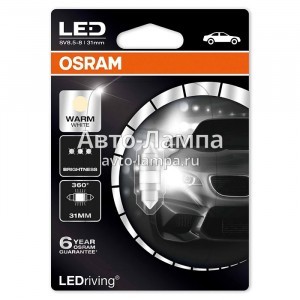 LED
SV8.5-8 | 31mm
OSRAM
WARM
WHITE
Авто-Лампа
avto-lampa.ru
BRIGHTNESS
360°
31MM
6 YEAR
OSRAM
GUARANTEE
LEDriving®